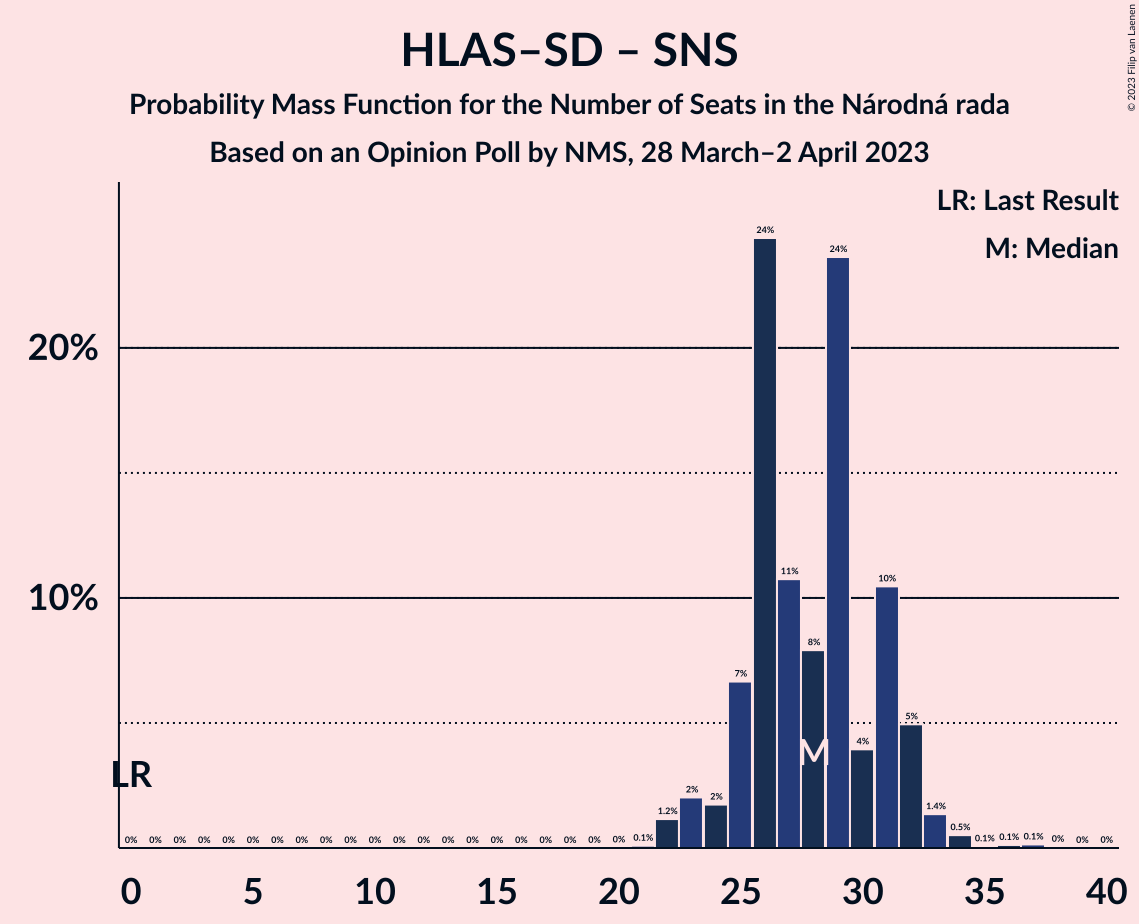 © 2023 Filip van Laenen
HLAS–SD – SNS
Probability Mass Function for the Number of Seats in the Národná rada
Based on an Opinion Poll by NMS, 28 March–2 April 2023
LR: Last Result
M: Median
20%
10%
LR
M
0% 0% 0% 0% 0% 0% 0% 0% 0% 0% 0% 0% 0% 0% 0% 0% 0% 0% 0% 0% 0% 0.1% 1.2% 2% 2% 7% 24% 11% 8% 24% 4% 10% 5% 1.4% 0.5% 0.1% 0.1% 0.1% 0% 0% 0%
0 5 10 15 20 25 30 35 40